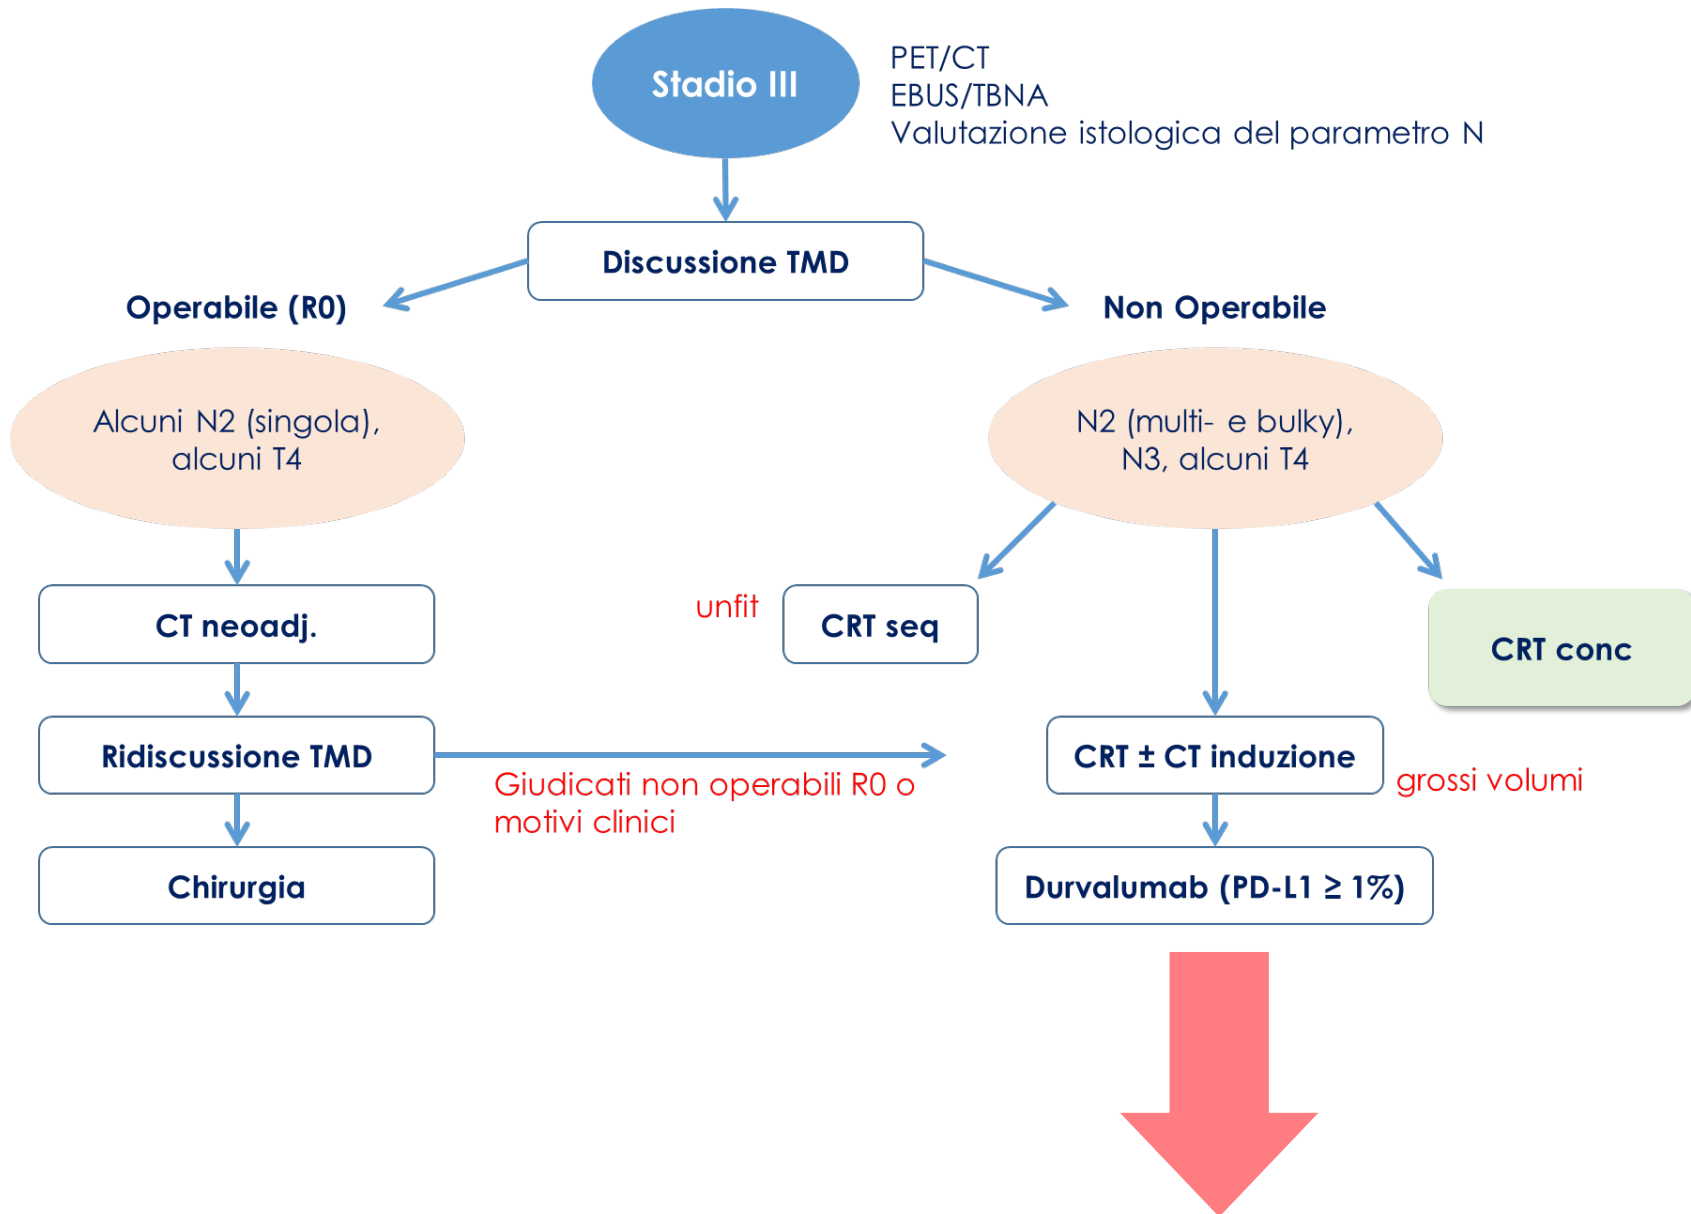 Stadio III
PET/CT
EBUS/TBNA
Valutazione istologica del parametro N
Discussione TMD
Operabile (R0)
Non Operabile
Alcuni N2 (singola),
alcuni T4
N2 (multi- e bulky),
N3, alcuni T4
CT neoadj.
unfit
CRT seq
CRT conc
Ridiscussione TMD
Giudicati non operabili R0 o
motivi clinici
CRT ± CT induzione
grossi volumi
Chirurgia
Durvalumab (PD-L1 ≥ 1%)